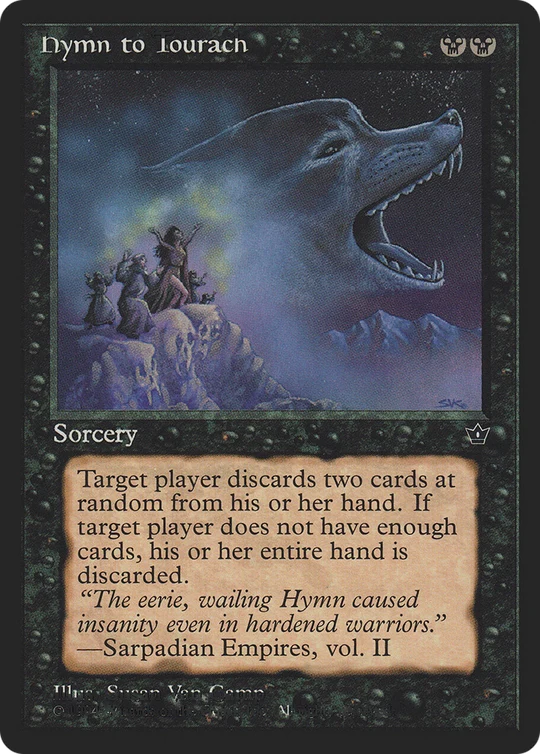 Hymn to Tourach
SK
Sorcery
Target player discards two cards at
random from his or her hand. If
target player does not have enough
cards, his or her entire hand is
discarded.
“The eerie, wailing Hymn caused
insanity even in hardened warriors.”
—Sarpadian Empires, vol. II
Illus. Susan Van Camp